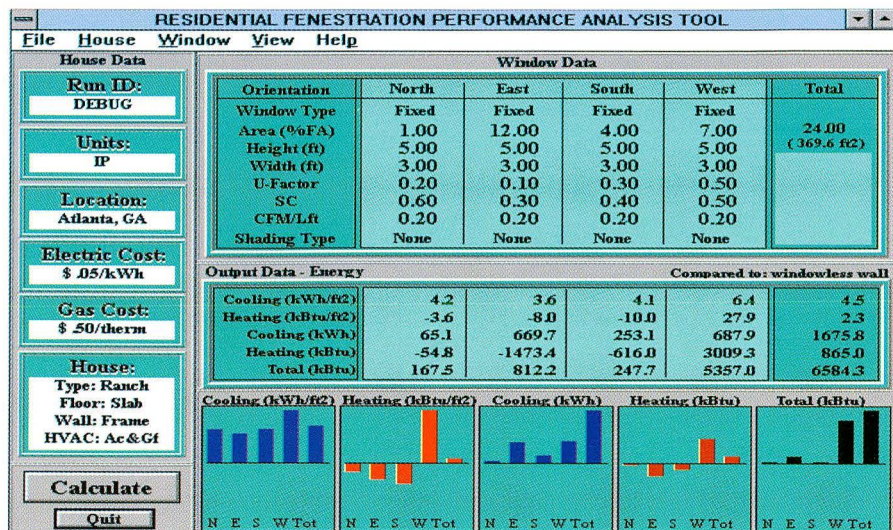 RESIDENTIAL FENESTRATION PERFORMANCE ANALYSIS TOOL
File House Window View Help
House Data
Run ID:
DEBUG
Units:
IP
Location:
Atlanta, GA
Electric Cost:
$ .05/kWh
Gas Cost:
$ .50/therm
House:
Type: Ranch
Floor: Slab
Wall: Frame
HVAC: Ac&Gf
Calculate
Quit
Window Data
Orientation North East South West Total
Window Type Fixed Fixed Fixed Fixed
Area (%FA) 1.00 12.00 4.00 7.00 24.00
Height (ft) 5.00 5.00 5.00 5.00 ( 369.6 ft2)
Width (ft) 3.00 3.00 3.00 3.00
U-Factor 0.20 0.10 0.30 0.50
SC 0.60 0.30 0.40 0.50
CFM/Lft 0.20 0.20 0.20 0.20
Shading Type None None None None
Output Data - Energy Compared to: windowless wall
Cooling (kWh/ft2) 4.2 3.6 4.1 6.4 4.5
Heating (kBtu/ft2) -3.6 -8.0 -10.0 27.9 2.3
Cooling (kWh) 65.1 669.7 253.1 687.9 1675.8
Heating (kBtu) -54.8 -1473.4 -616.0 3009.3 865.0
Total (kBtu) 167.5 812.2 247.7 5357.0 6584.3
Cooling (kWh/ft2) Heating (kBtu/ft2) Cooling (kWh) Heating (kBtu) Total (kBtu)
N E S W Tot N E S W Tot N E S W Tot N E S W Tot N E S W Tot